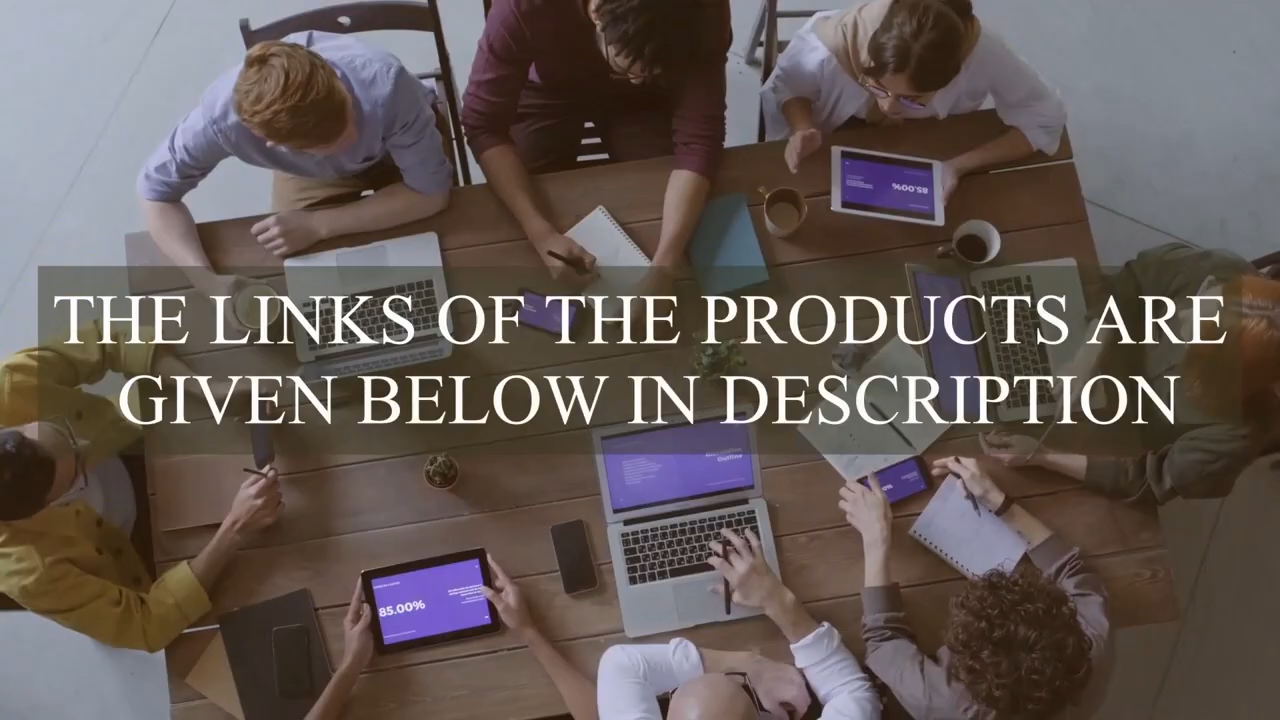 85.00%
THE LINKS OF THE PRODUCTS ARE
GIVEN BELOW IN DESCRIPTION
85.00%